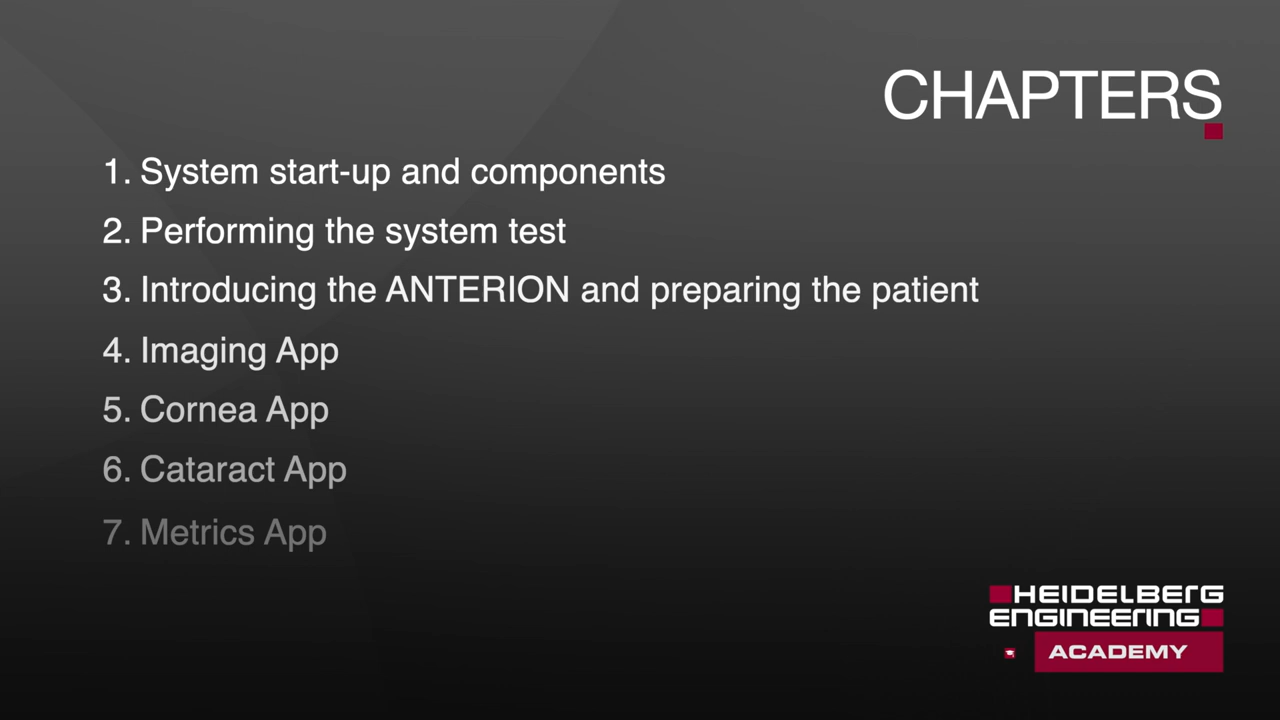 CHAPTERS
1. System start-up and components
2. Performing the system test
3. Introducing the ANTERION and preparing the patient
4. Imaging App
5. Cornea App
6. Cataract App
7. Metrics App
HEIDELBERG
ENGINEERING
ACADEMY